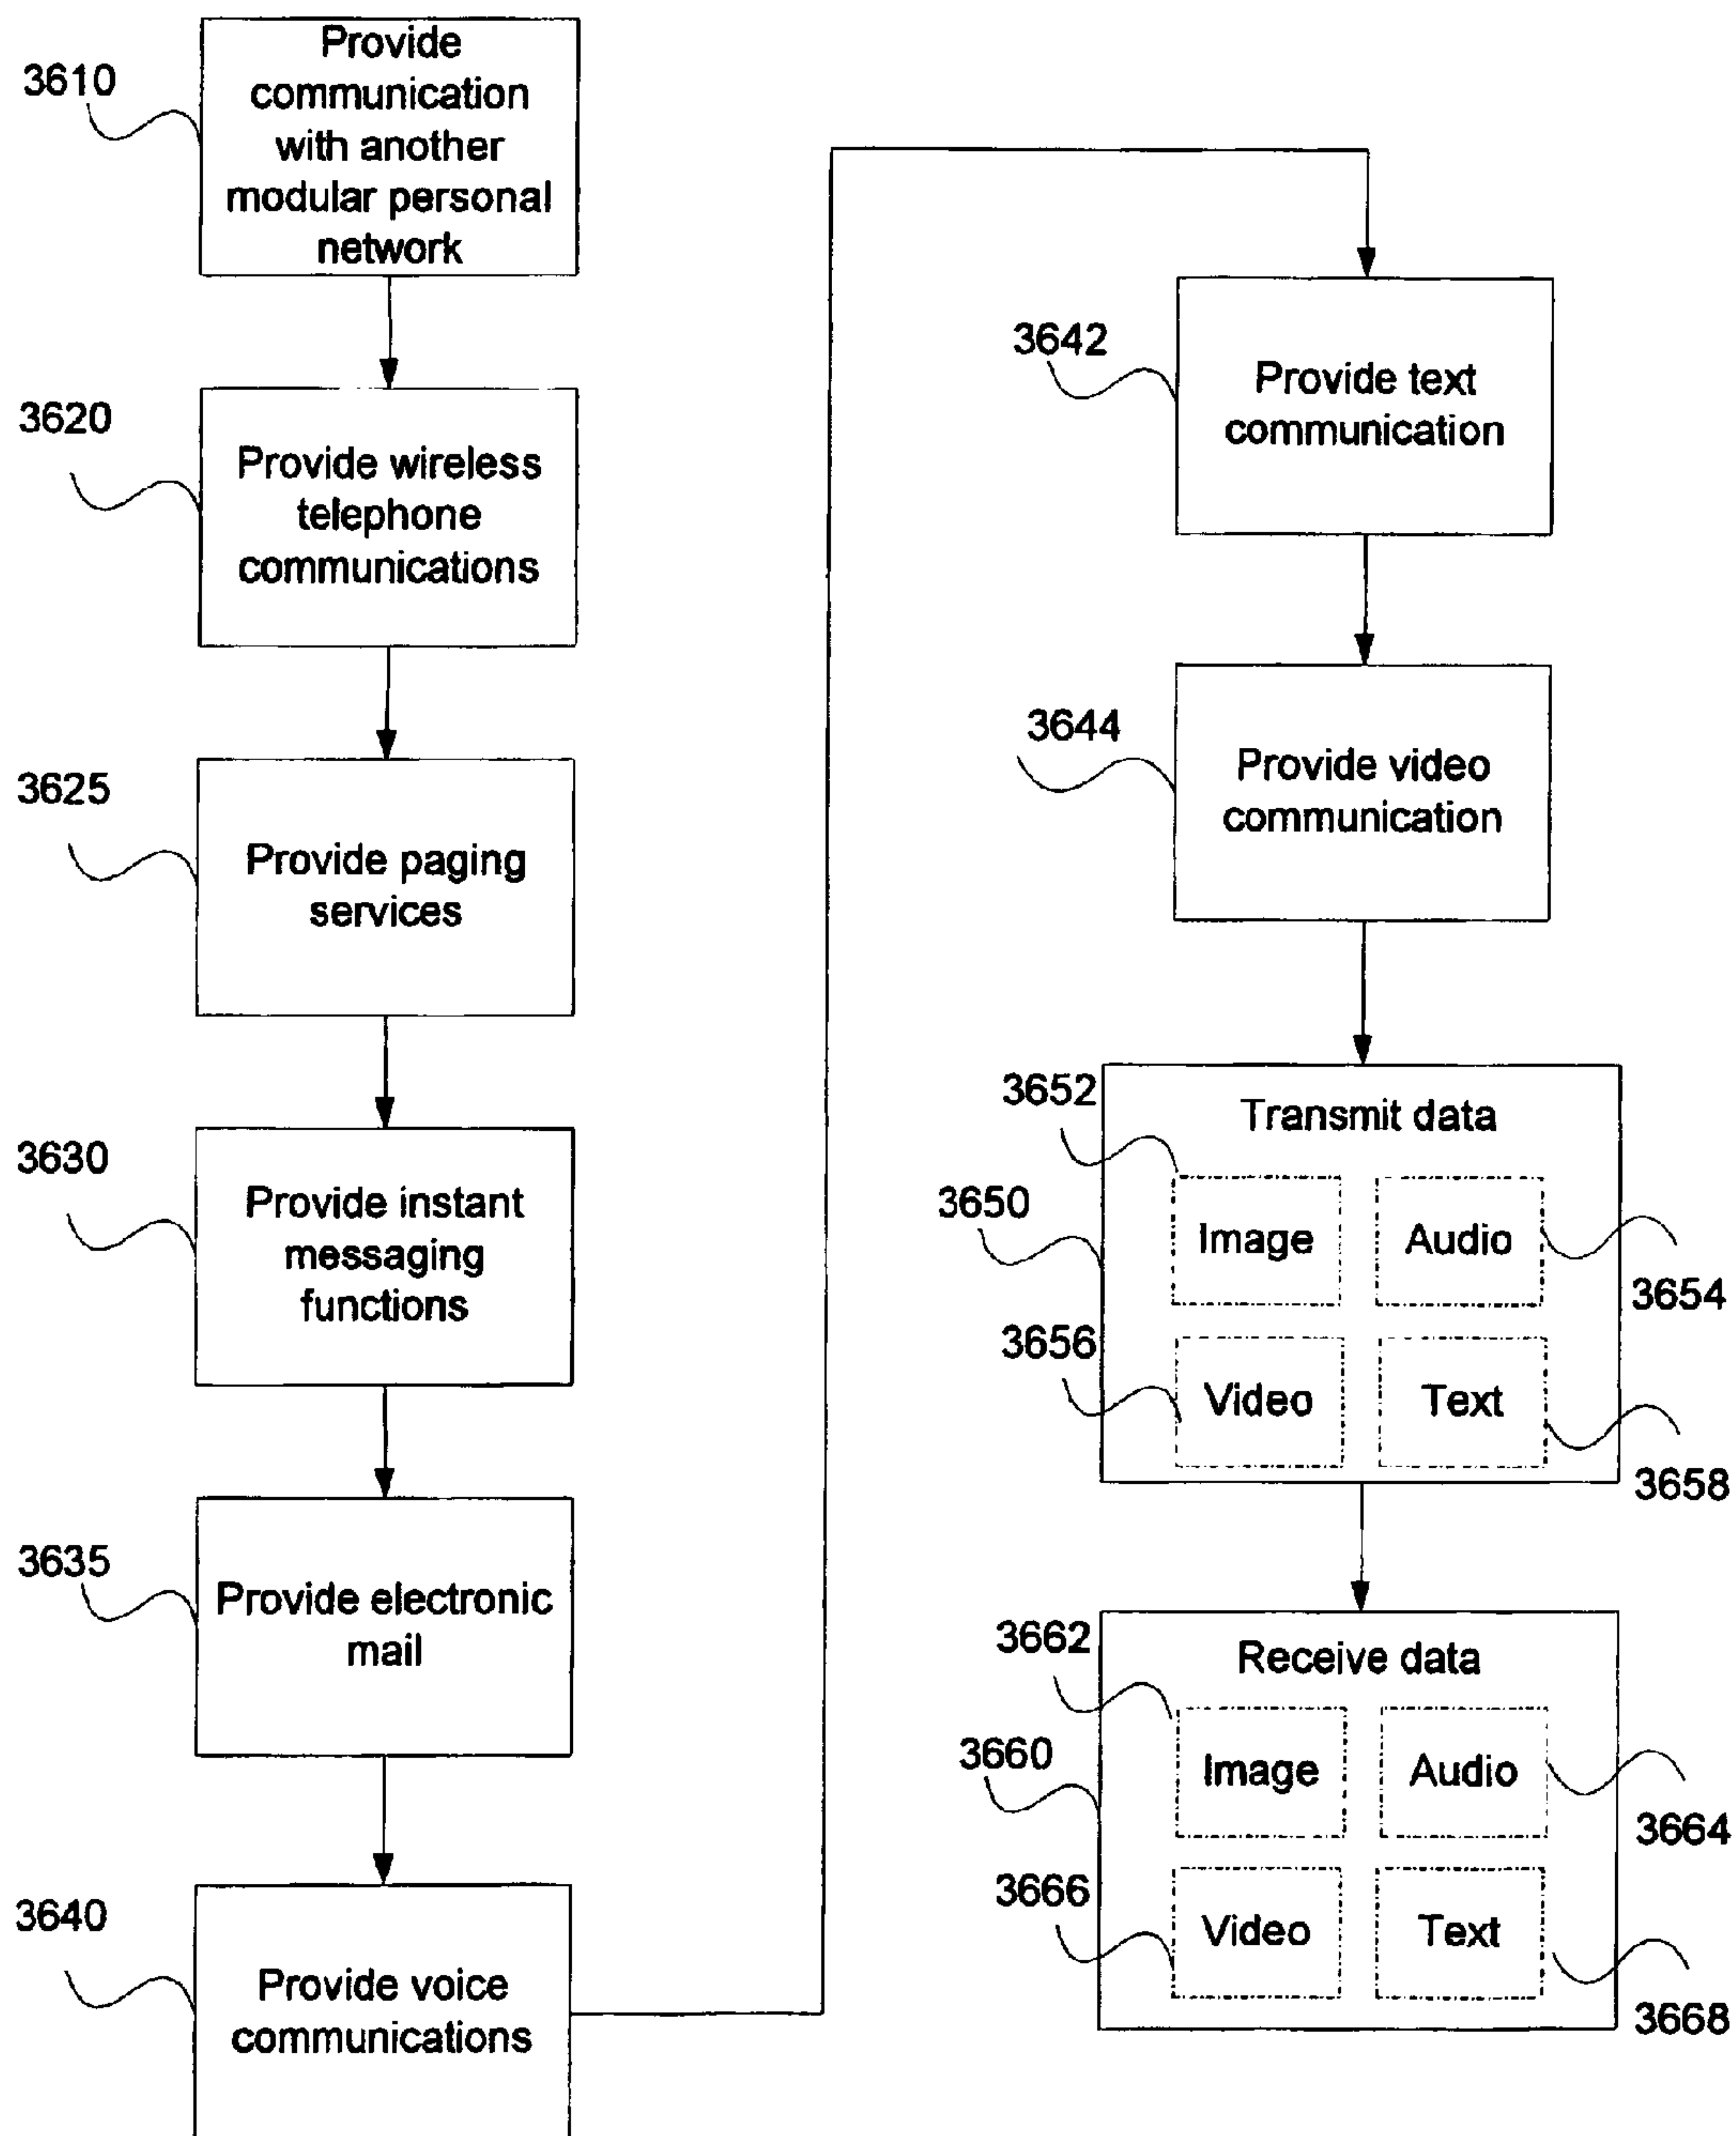 3610
Provide
communication
with another
modular personal
network
3620
Provide wireless
telephone
communications
3625
Provide paging
services
3630
Provide instant
messaging
functions
3635
Provide electronic
mail
3640
Provide voice
communications
3642
Provide text
communication
3644
Provide video
communication
3650
Transmit data
3652
Image
Audio
3654
3656
Video
Text
3658
3660
Receive data
3662
Image
Audio
3664
3666
Video
Text
3668